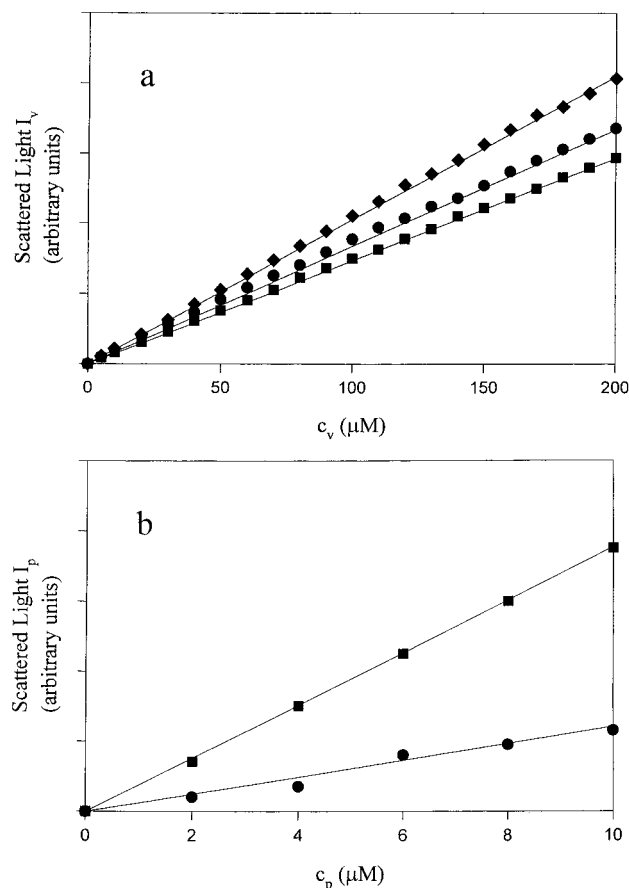 a
Scattered Light I_v
(arbitrary units)
0 50 100 150 200
c_v (μM)
b
Scattered Light I_p
(arbitrary units)
0 2 4 6 8 10
c_p (μM)